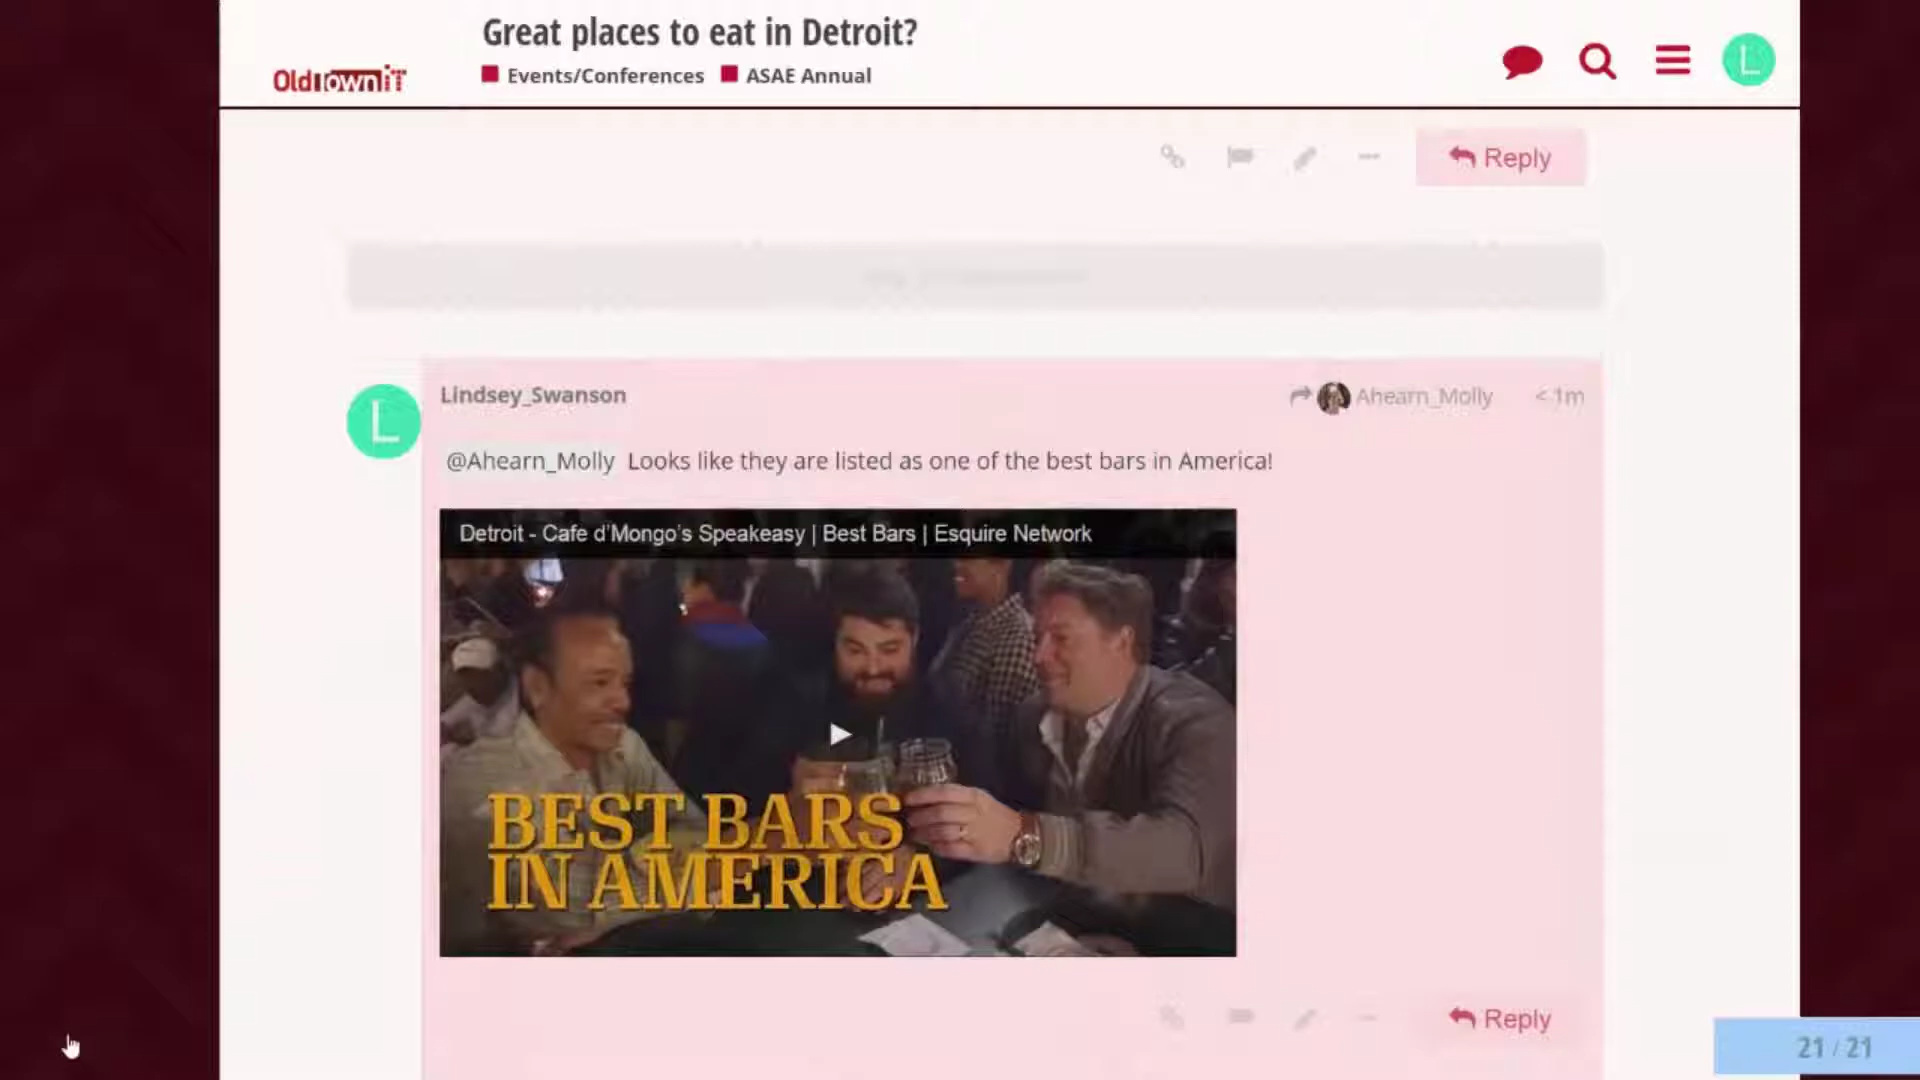 Great places to eat in Detroit?
OldTownIT
Events/Conferences ASAE Annual
L
Reply
L
Lindsey_Swanson
Ahearn_Molly
< 1m
@Ahearn_Molly Looks like they are listed as one of the best bars in America!
Detroit - Cafe d'Mongo's Speakeasy | Best Bars | Esquire Network
BEST BARS
IN AMERICA
Reply
21 / 21